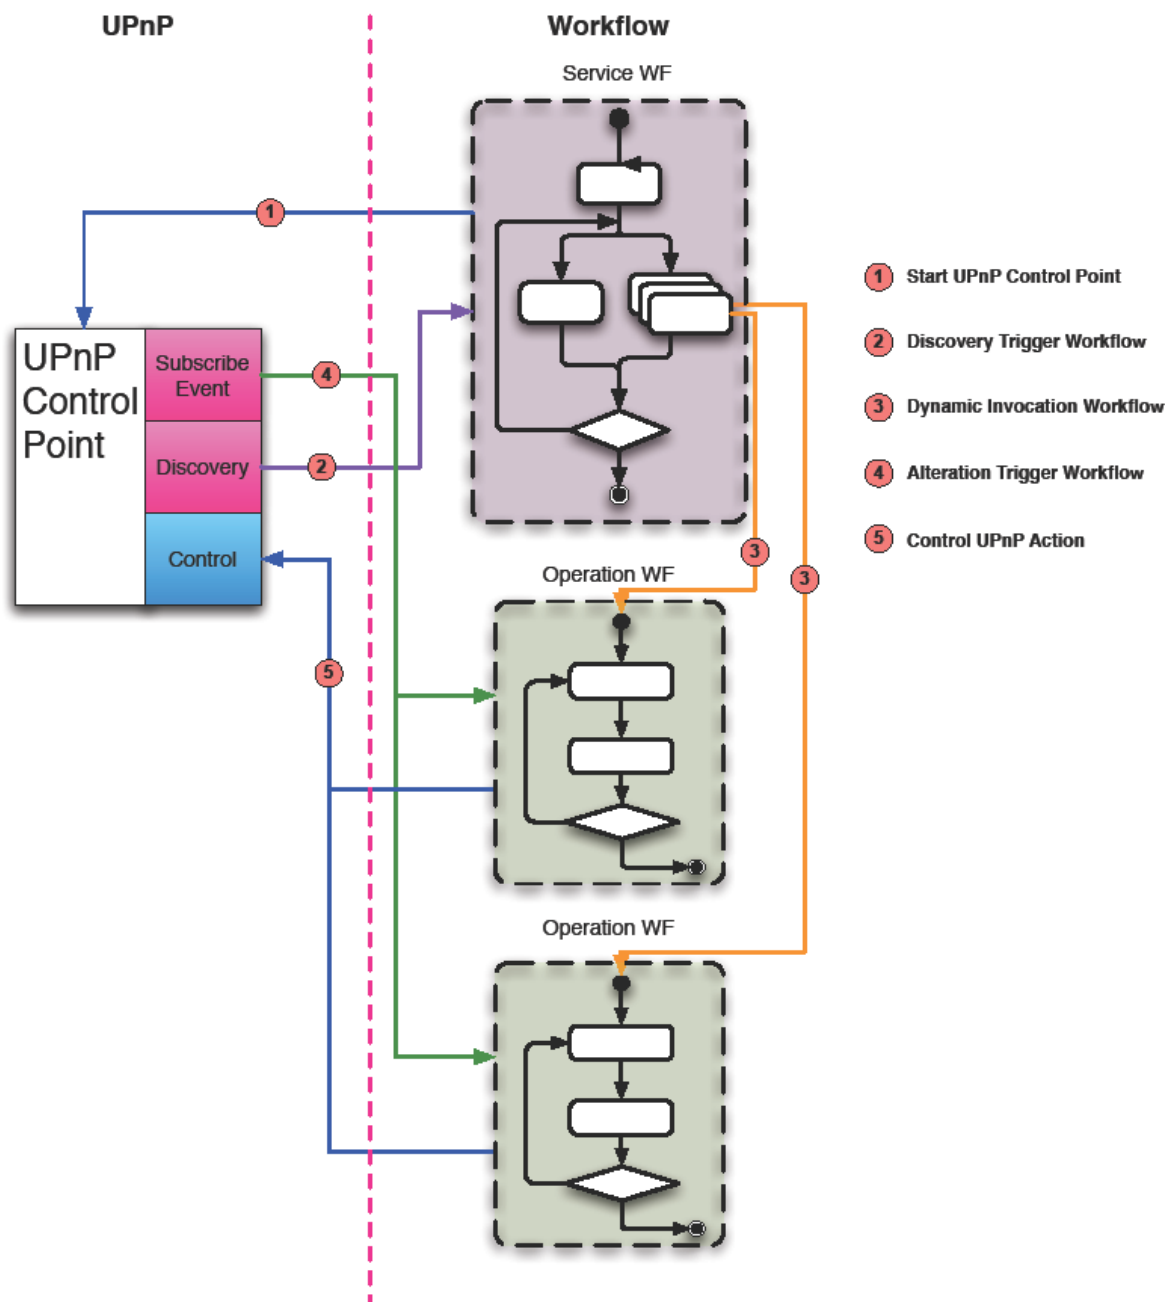 UPnP
Workflow
Service WF
1
UPnP
Control
Point
Subscribe
Event
Discovery
Control
4
2
5
3
3
Operation WF
Operation WF
1 Start UPnP Control Point
2 Discovery Trigger Workflow
3 Dynamic Invocation Workflow
4 Alteration Trigger Workflow
5 Control UPnP Action